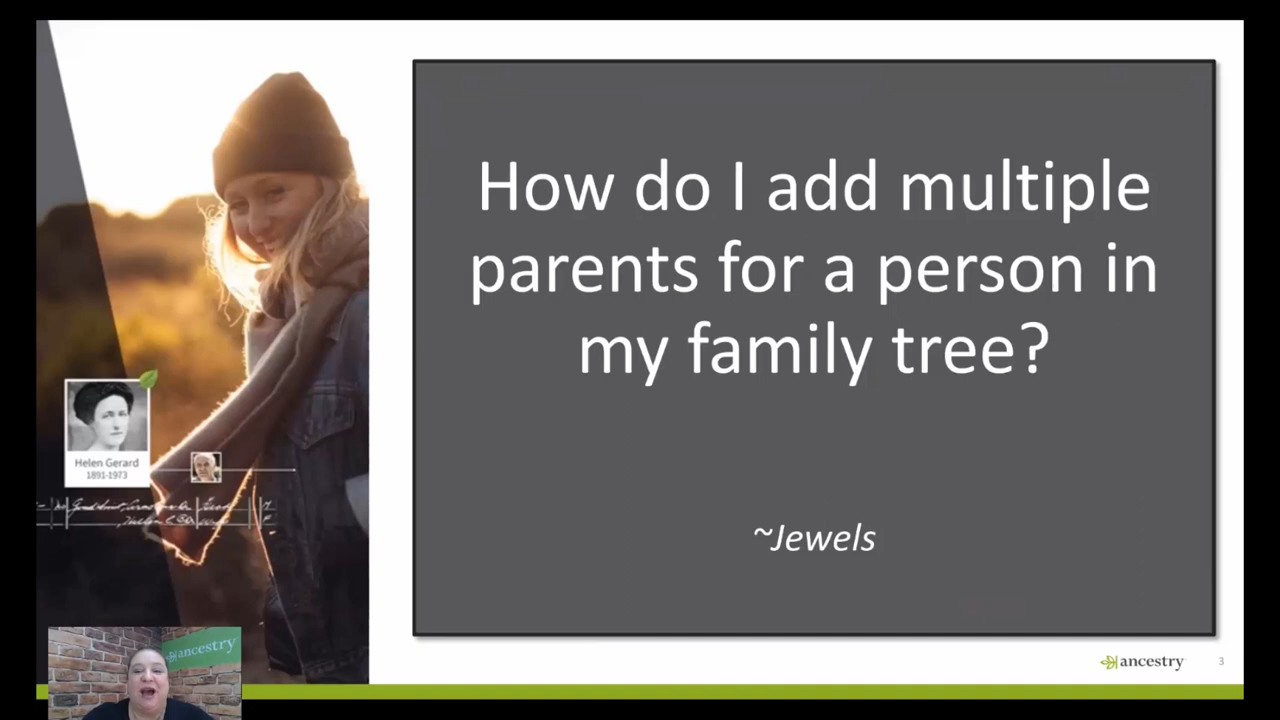 How do I add multiple
parents for a person in
my family tree?
~Jewels
Helen Gerard
1891-1973
ancestry
ancestry
3